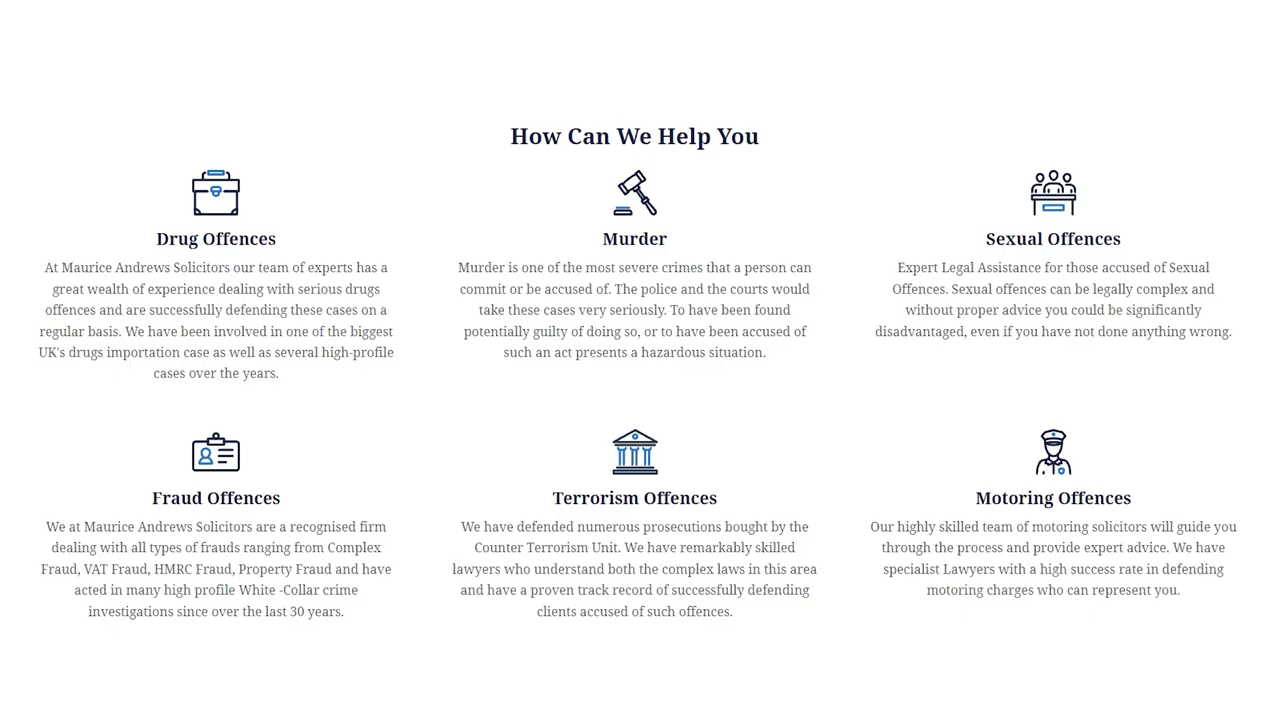 How Can We Help You
Drug Offences
At Maurice Andrews Solicitors our team of experts has a
great wealth of experience dealing with serious drugs
offences and are successfully defending these cases on a
regular basis. We have been involved in one of the biggest
UK's drugs importation case as well as several high-profile
cases over the years.
Murder
Murder is one of the most severe crimes that a person can
commit or be accused of. The police and the courts would
take these cases very seriously. To have been found
potentially guilty of doing so, or to have been accused of
such an act presents a hazardous situation.
Sexual Offences
Expert Legal Assistance for those accused of Sexual
Offences. Sexual offences can be legally complex and
without proper advice you could be significantly
disadvantaged, even if you have not done anything wrong.
Fraud Offences
We at Maurice Andrews Solicitors are a recognised firm
dealing with all types of frauds ranging from Complex
Fraud, VAT Fraud, HMRC Fraud, Property Fraud and have
acted in many high profile White -Collar crime
investigations since over the last 30 years.
Terrorism Offences
We have defended numerous prosecutions bought by the
Counter Terrorism Unit. We have remarkably skilled
lawyers who understand both the complex laws in this area
and have a proven track record of successfully defending
clients accused of such offences.
Motoring Offences
Our highly skilled team of motoring solicitors will guide you
through the process and provide expert advice. We have
specialist Lawyers with a high success rate in defending
motoring charges who can represent you.